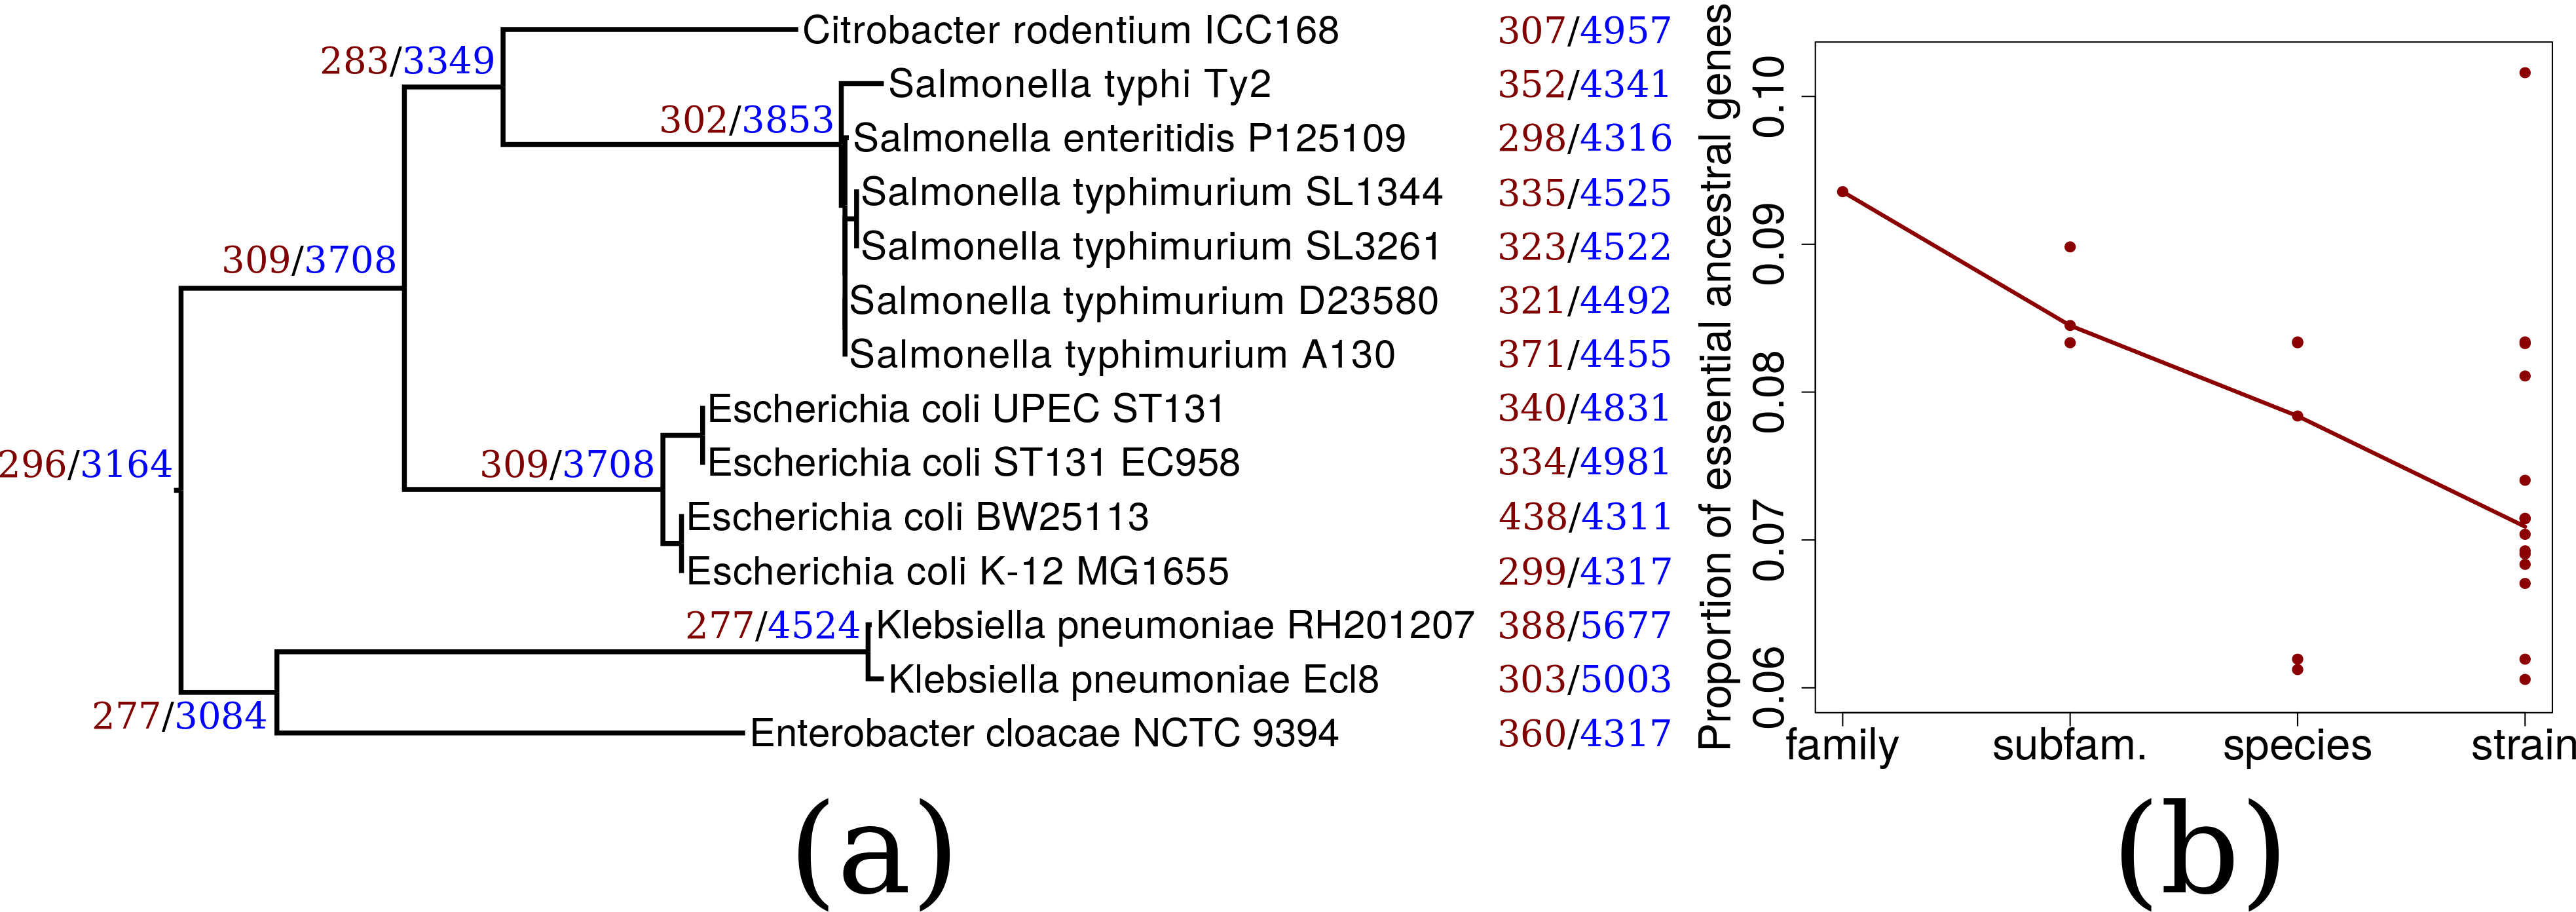 Citrobacter rodentium ICC168 307/4957
283/3349
Salmonella typhi Ty2 352/4341
302/3853
Salmonella enteritidis P125109 298/4316
Salmonella typhimurium SL1344 335/4525
309/3708
Salmonella typhimurium SL3261 323/4522
Salmonella typhimurium D23580 321/4492
Salmonella typhimurium A130 371/4455
Escherichia coli UPEC ST131 340/4831
296/3164
309/3708
Escherichia coli ST131 EC958 334/4981
Escherichia coli BW25113 438/4311
Escherichia coli K-12 MG1655 299/4317
277/4524
Klebsiella pneumoniae RH201207 388/5677
Klebsiella pneumoniae Ecl8 303/5003
277/3084
Enterobacter cloacae NCTC 9394 360/4317
(a)
Proportion of essential ancestral genes
0.10
0.09
0.08
0.07
0.06
family subfam. species strain
(b)